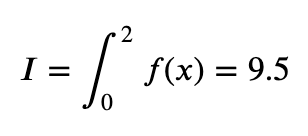 I = ∫₀² f(x) = 9.5